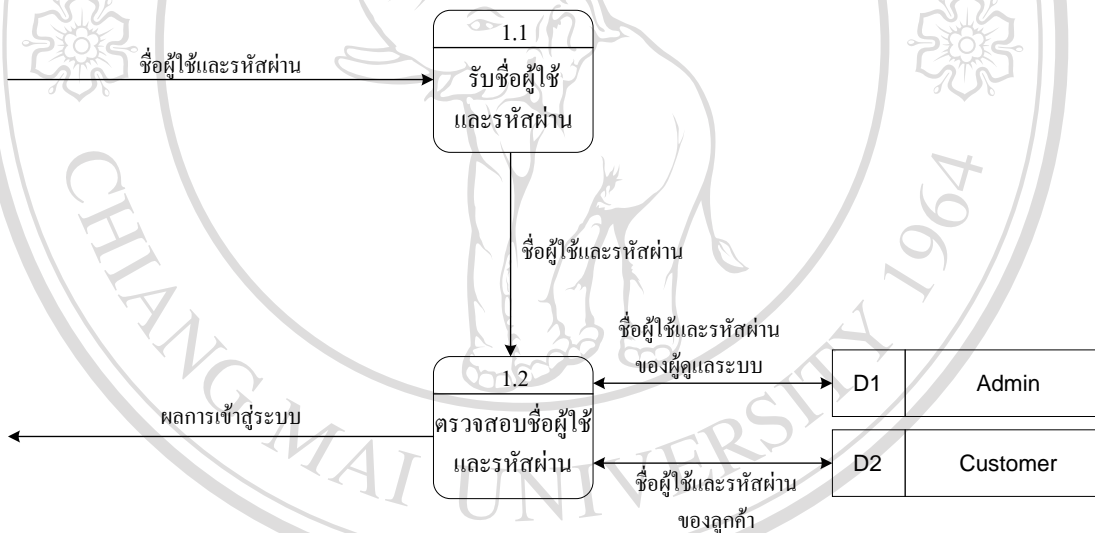 1.1
ชื่อผู้ใช้และรหัสผ่าน
รับชื่อผู้ใช้
และรหัสผ่าน
ชื่อผู้ใช้และรหัสผ่าน
ชื่อผู้ใช้และรหัสผ่าน
ของผู้ดูแลระบบ
1.2
D1
Admin
ผลการเข้าสู่ระบบ
ตรวจสอบชื่อผู้ใช้
และรหัสผ่าน
D2
Customer
ชื่อผู้ใช้และรหัสผ่าน
ของลูกค้า
CHIANG MAI UNIVERSITY 1964